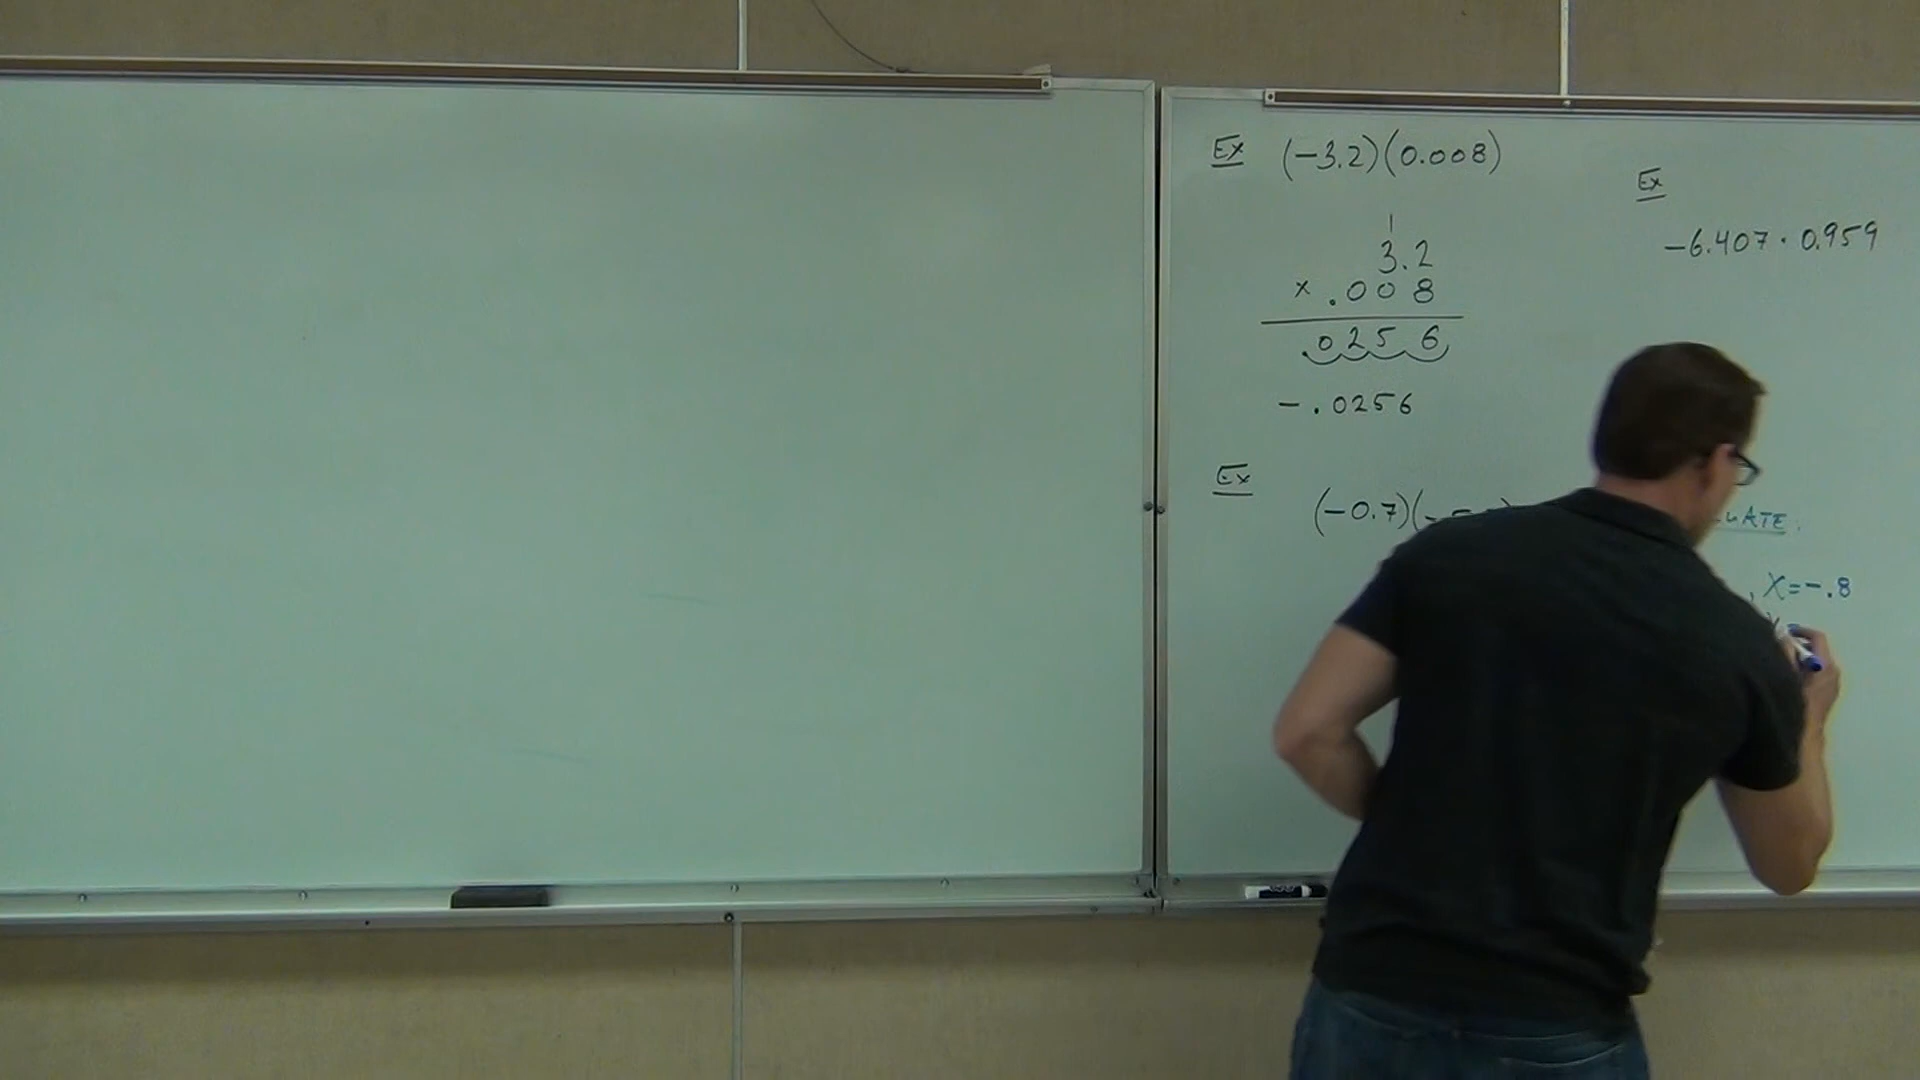 Ex (-3.2)(0.008)
1
3.2
x .008
.0256
-.0256
Ex
(-0.7)(-
Ex
-6.407 · 0.959
UATE.
, X=-.8